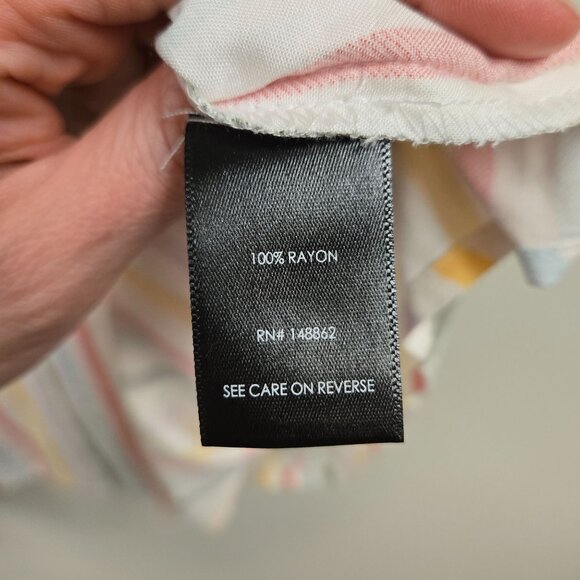 100% RAYON
RN# 148862
SEE CARE ON REVERSE